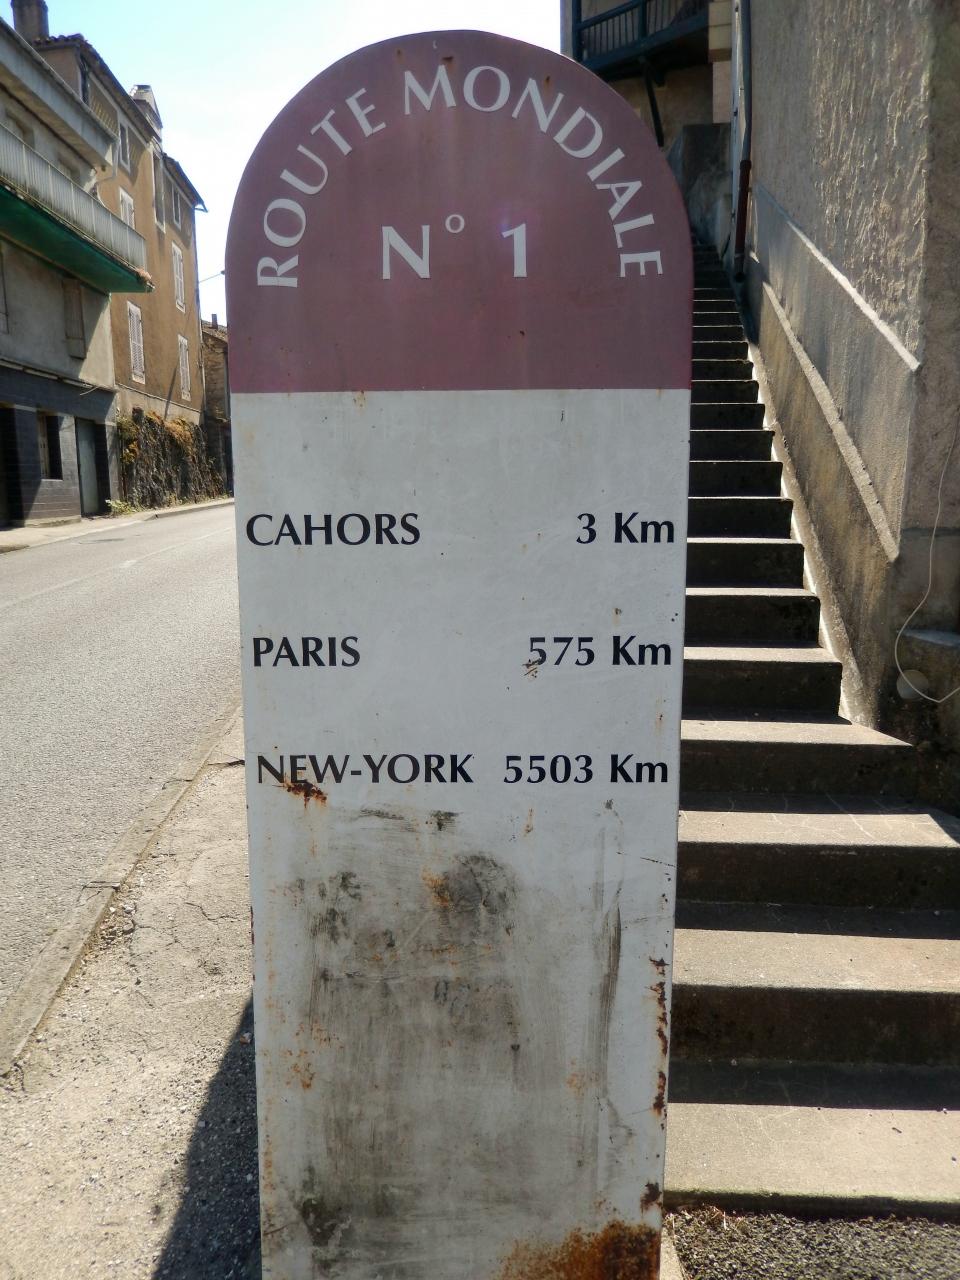 ROUTE MONDIALE
N° 1
CAHORS 3 Km
PARIS 575 Km
NEW-YORK 5503 Km